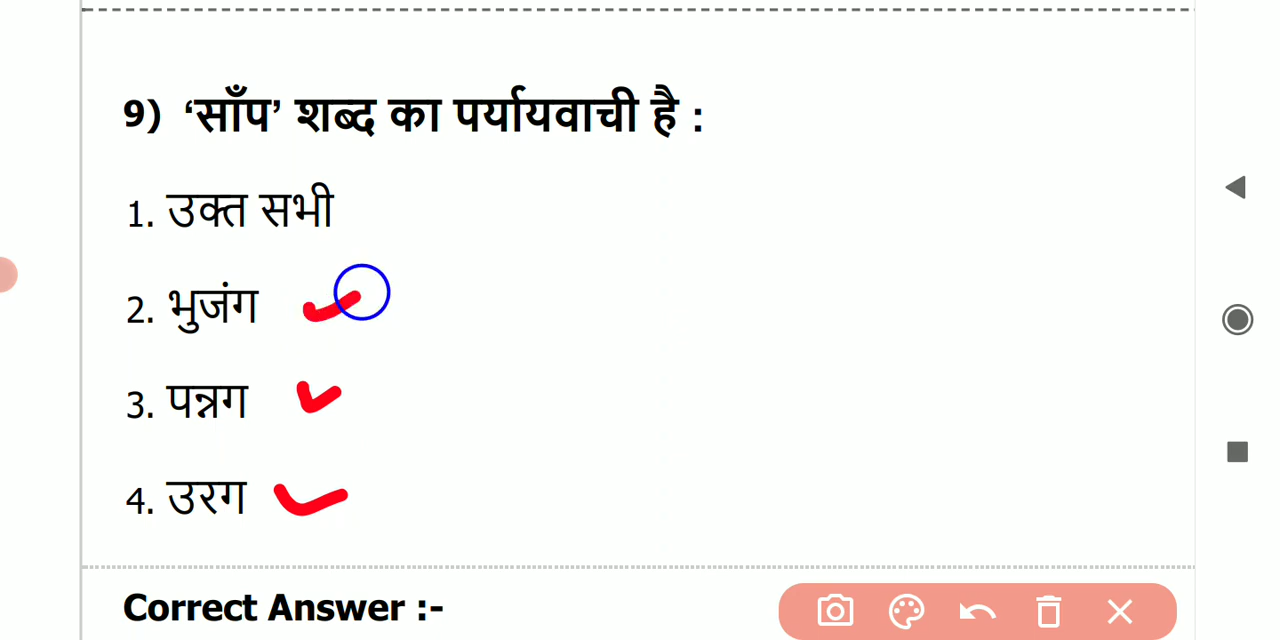 9) ‘साँप’ शब्द का पर्यायवाची है :
1. उक्त सभी
2. भुजंग
3. पन्नग
4. उरग
Correct Answer :-